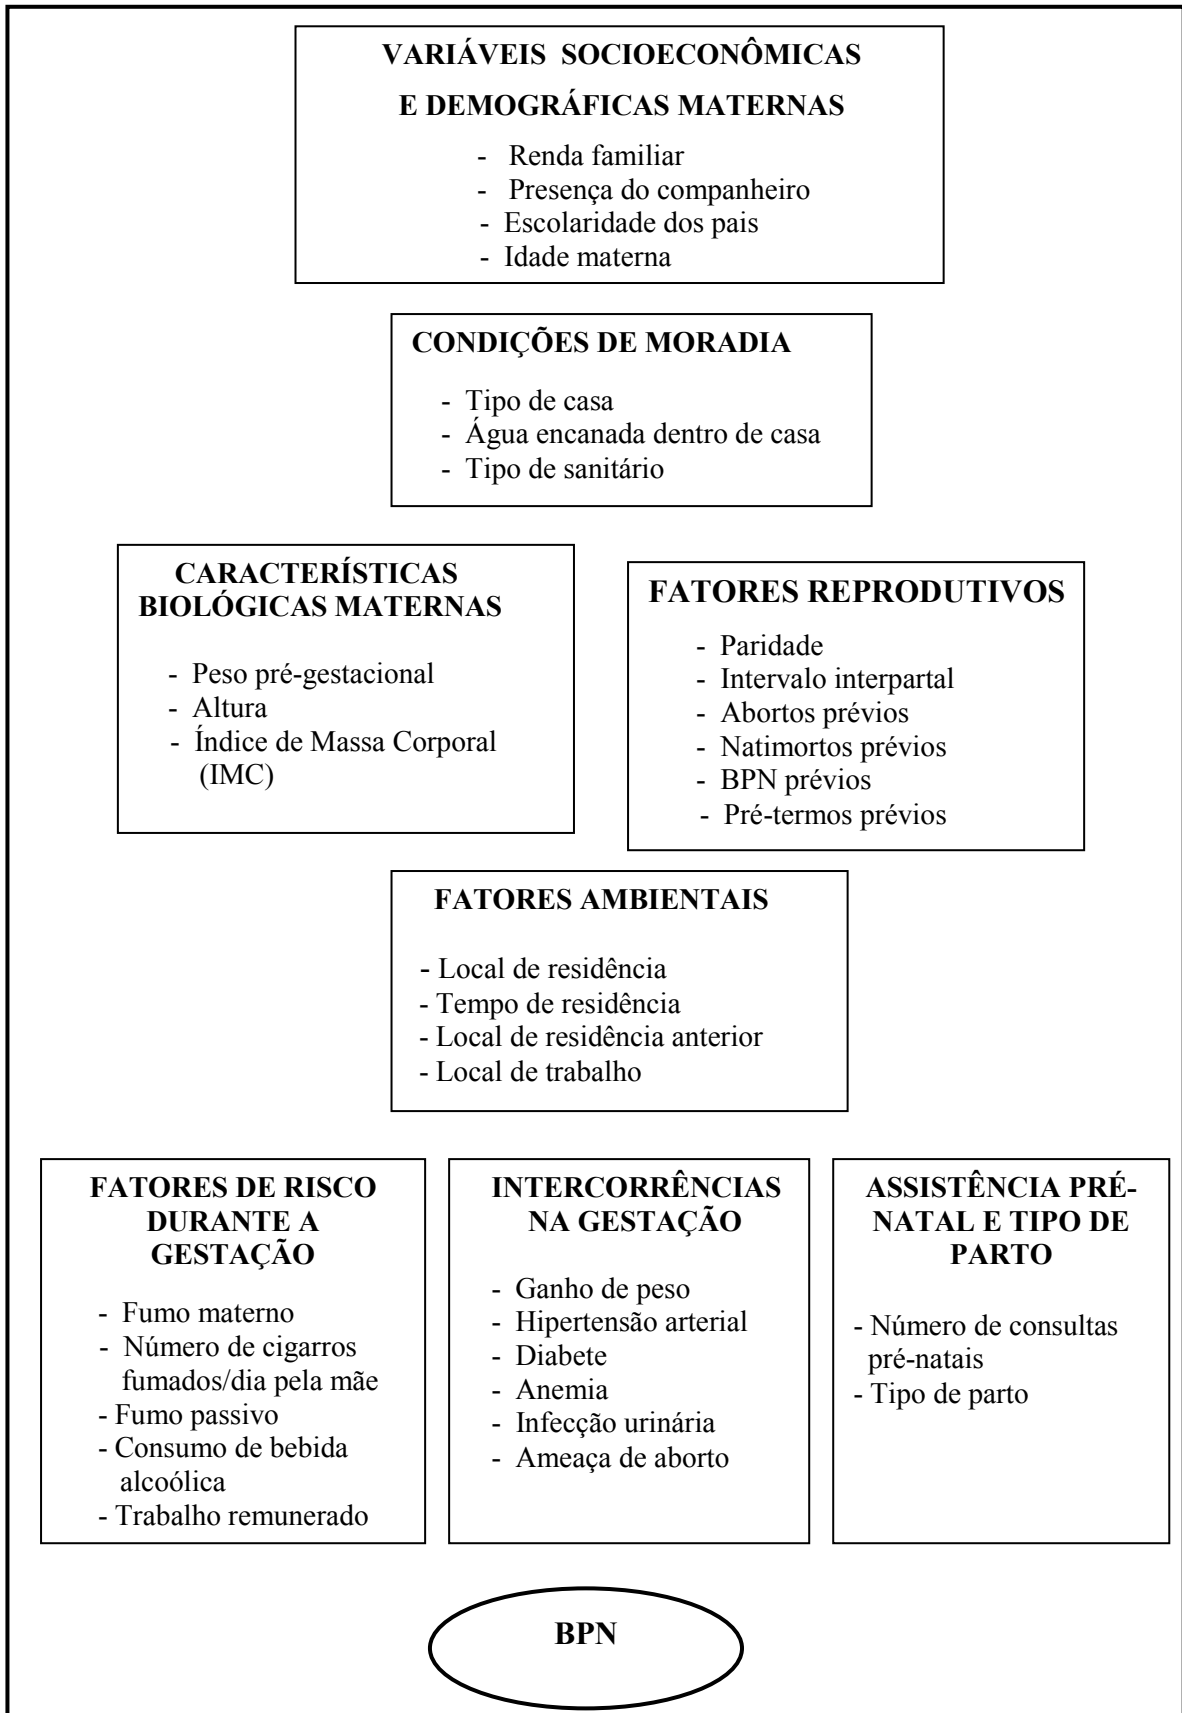 VARIÁVEIS SOCIOECONÔMICAS
E DEMOGRÁFICAS MATERNAS
- Renda familiar
- Presença do companheiro
- Escolaridade dos pais
- Idade materna
CONDIÇÕES DE MORADIA
- Tipo de casa
- Água encanada dentro de casa
- Tipo de sanitário
CARACTERÍSTICAS
BIOLÓGICAS MATERNAS
- Peso pré-gestacional
- Altura
- Índice de Massa Corporal
(IMC)
FATORES REPRODUTIVOS
- Paridade
- Intervalo interpartal
- Abortos prévios
- Natimortos prévios
- BPN prévios
- Pré-termos prévios
FATORES AMBIENTAIS
- Local de residência
- Tempo de residência
- Local de residência anterior
- Local de trabalho
FATORES DE RISCO
DURANTE A
GESTAÇÃO
- Fumo materno
- Número de cigarros
fumados/dia pela mãe
- Fumo passivo
- Consumo de bebida
alcoólica
- Trabalho remunerado
INTERCORRÊNCIAS
NA GESTAÇÃO
- Ganho de peso
- Hipertensão arterial
- Diabete
- Anemia
- Infecção urinária
- Ameaça de aborto
ASSISTÊNCIA PRÉ-
NATAL E TIPO DE
PARTO
- Número de consultas
pré-natais
- Tipo de parto
BPN